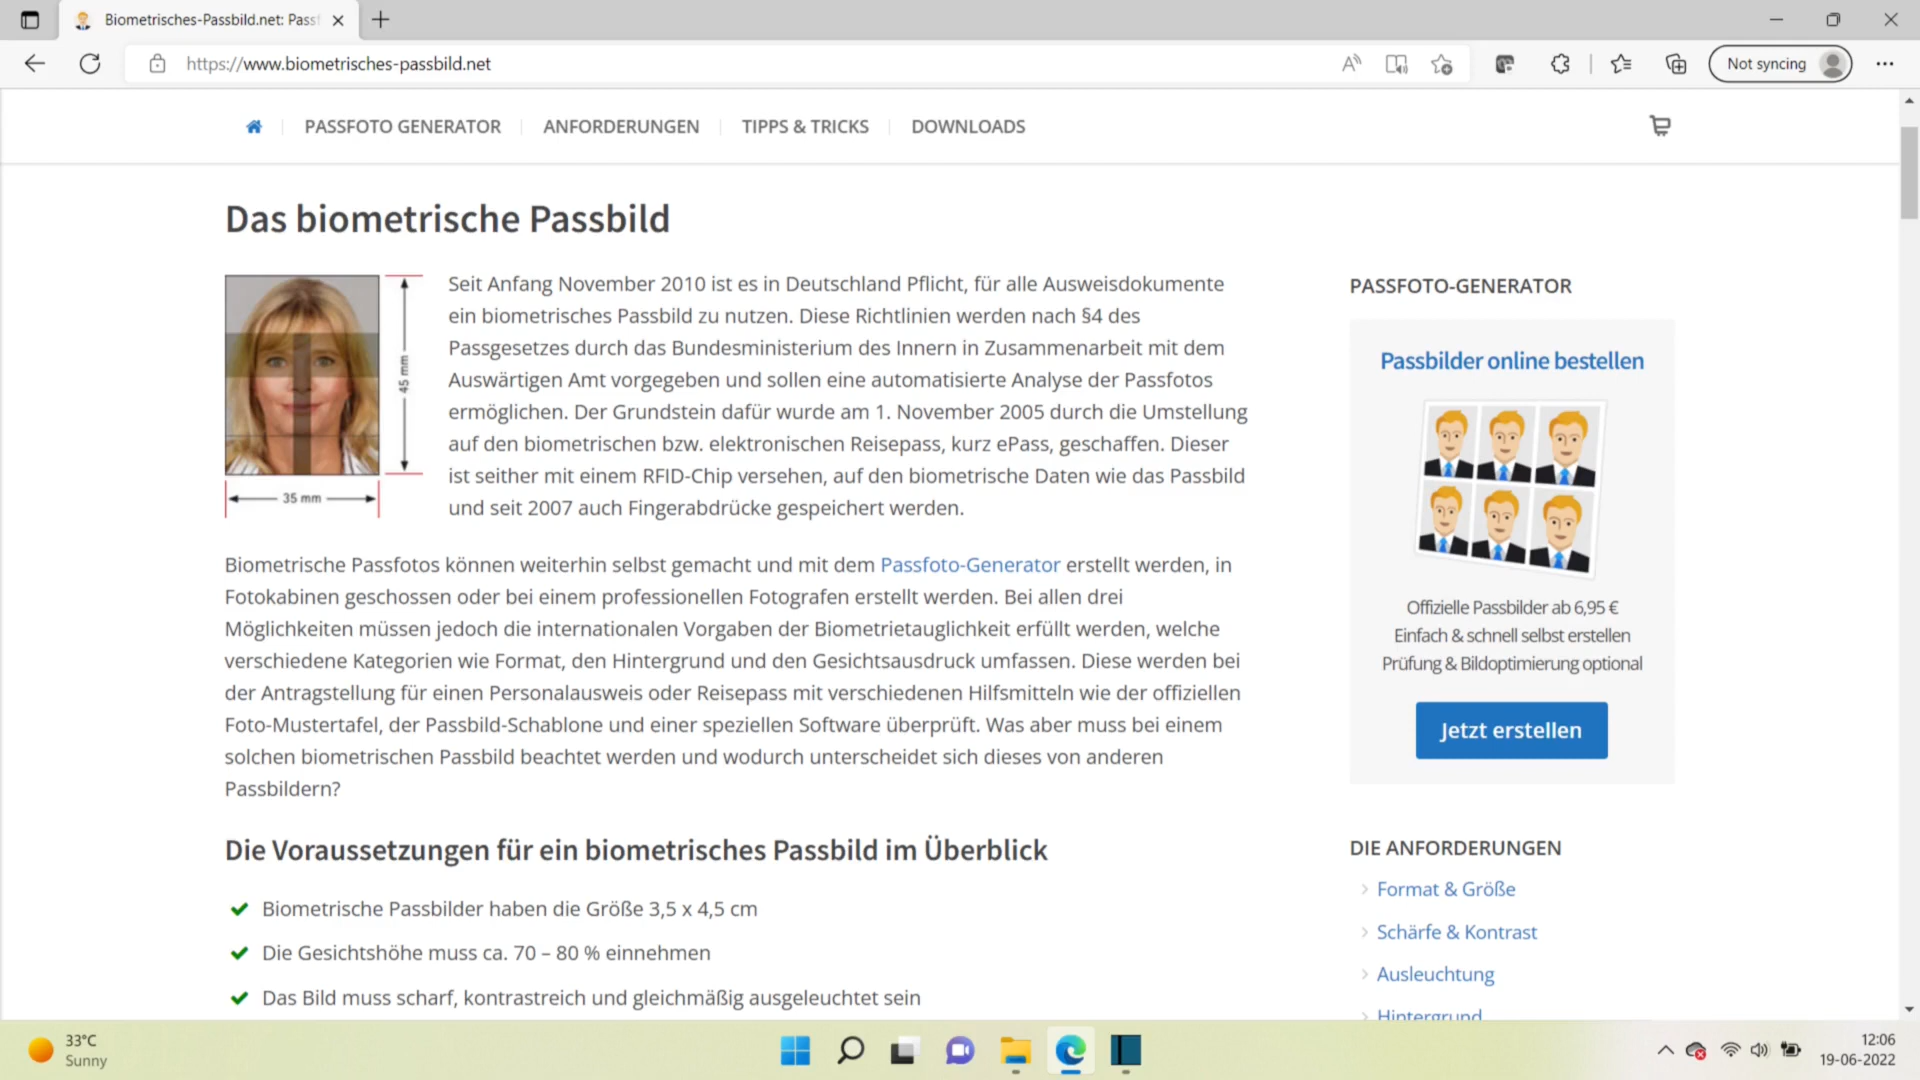 Biometrisches-Passbild.net: Pass
https://www.biometrisches-passbild.net
Not syncing
PASSFOTO GENERATOR
ANFORDERUNGEN
TIPPS & TRICKS
DOWNLOADS
Das biometrische Passbild
45 mm
35 mm
Seit Anfang November 2010 ist es in Deutschland Pflicht, für alle Ausweisdokumente
ein biometrisches Passbild zu nutzen. Diese Richtlinien werden nach §4 des
Passgesetzes durch das Bundesministerium des Innern in Zusammenarbeit mit dem
Auswärtigen Amt vorgegeben und sollen eine automatisierte Analyse der Passfotos
ermöglichen. Der Grundstein dafür wurde am 1. November 2005 durch die Umstellung
auf den biometrischen bzw. elektronischen Reisepass, kurz ePass, geschaffen. Dieser
ist seither mit einem RFID-Chip versehen, auf den biometrische Daten wie das Passbild
und seit 2007 auch Fingerabdrücke gespeichert werden.
Biometrische Passfotos können weiterhin selbst gemacht und mit dem Passfoto-Generator erstellt werden, in
Fotokabinen geschossen oder bei einem professionellen Fotografen erstellt werden. Bei allen drei
Möglichkeiten müssen jedoch die internationalen Vorgaben der Biometrietauglichkeit erfüllt werden, welche
verschiedene Kategorien wie Format, den Hintergrund und den Gesichtsausdruck umfassen. Diese werden bei
der Antragstellung für einen Personalausweis oder Reisepass mit verschiedenen Hilfsmitteln wie der offiziellen
Foto-Mustertafel, der Passbild-Schablone und einer speziellen Software überprüft. Was aber muss bei einem
solchen biometrischen Passbild beachtet werden und wodurch unterscheidet sich dieses von anderen
Passbildern?
Die Voraussetzungen für ein biometrisches Passbild im Überblick
Biometrische Passbilder haben die Größe 3,5 x 4,5 cm
Die Gesichtshöhe muss ca. 70 – 80 % einnehmen
Das Bild muss scharf, kontrastreich und gleichmäßig ausgeleuchtet sein
PASSFOTO-GENERATOR
Passbilder online bestellen
Offizielle Passbilder ab 6,95 €
Einfach & schnell selbst erstellen
Prüfung & Bildoptimierung optional
Jetzt erstellen
DIE ANFORDERUNGEN
Format & Größe
Schärfe & Kontrast
Ausleuchtung
Hintergrund
33°C
Sunny
12:06
19-06-2022